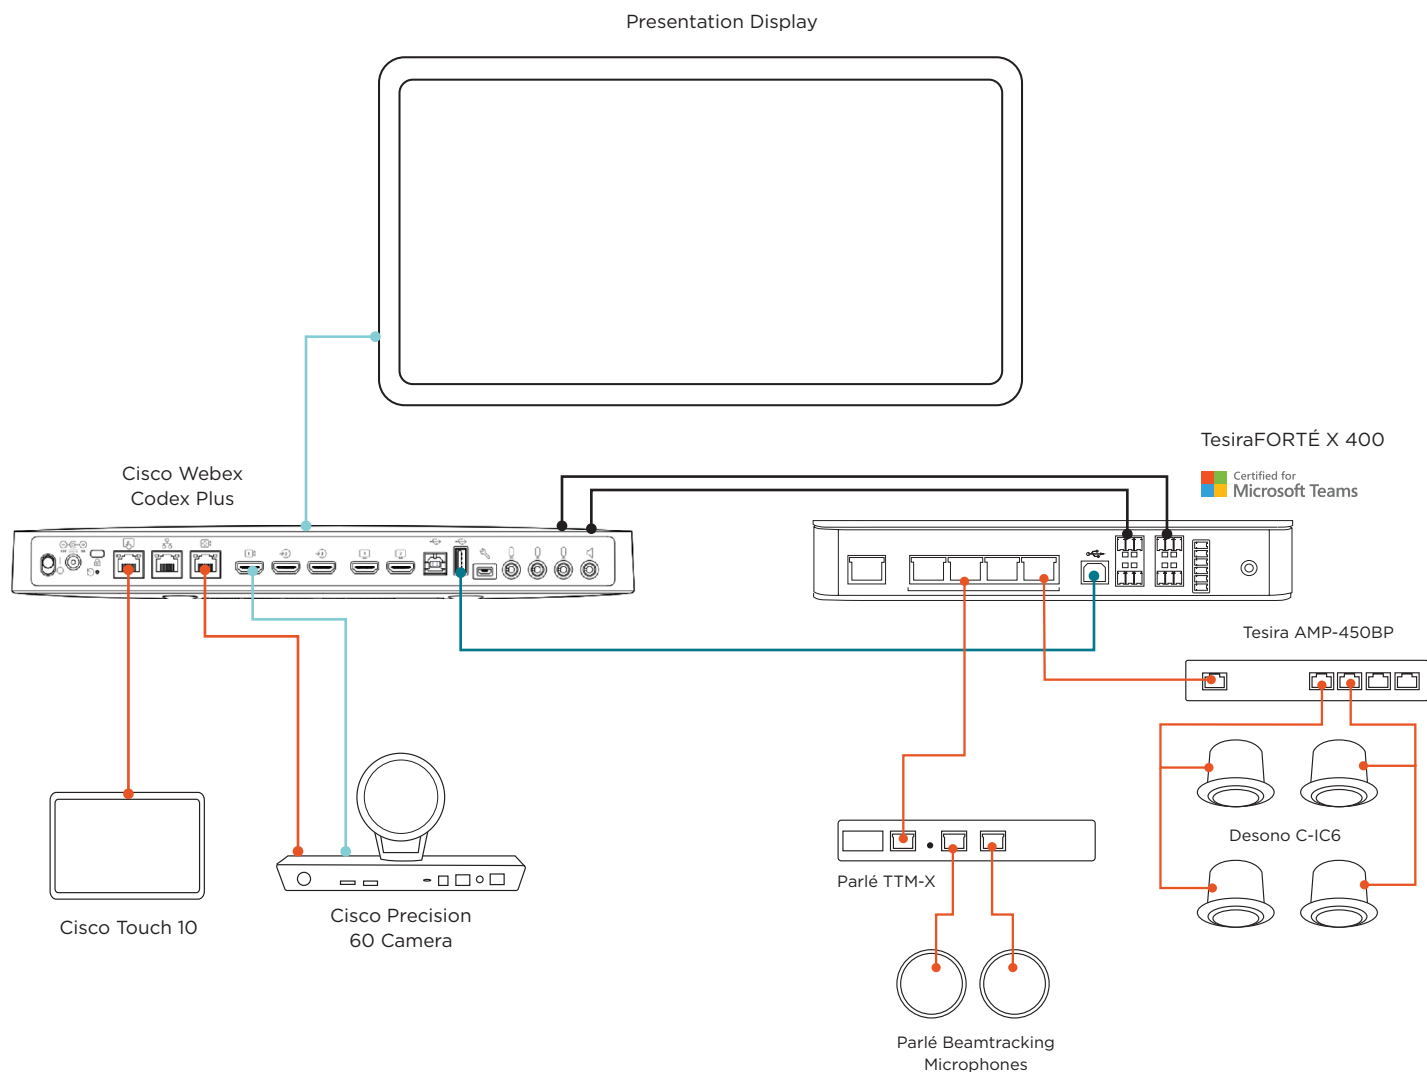 Presentation Display
TesiraFORTÉ X 400
Certified for
Microsoft Teams
Cisco Webex
Codex Plus
Tesira AMP-450BP
Desono C-IC6
Parlé TTM-X
Cisco Touch 10
Cisco Precision
60 Camera
Parlé Beamtracking
Microphones